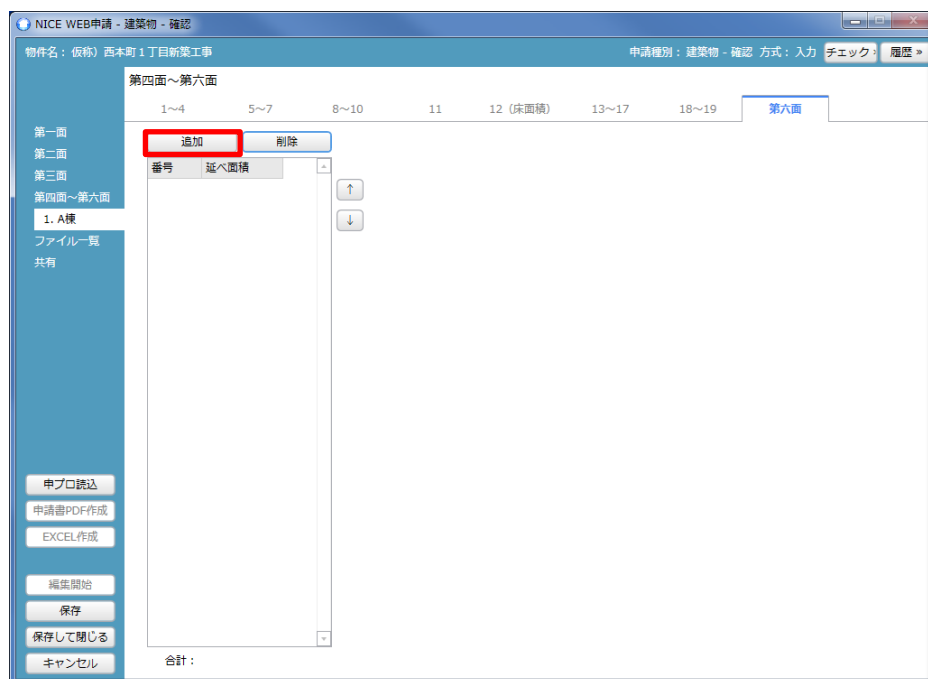 NICE WEB申請 - 建築物 - 確認
物件名： 仮称）西本町１丁目新築工事
申請種別： 建築物 - 確認 方式： 入力
チェック »
履歴 »
第四面～第六面
1～4
5～7
8～10
11
12（床面積）
13～17
18～19
第六面
第一面
第二面
第三面
第四面～第六面
1. A棟
ファイル一覧
共有
追加
削除
番号
延べ面積
↑
↓
申プロ読込
申請書PDF作成
EXCEL作成
編集開始
保存
保存して閉じる
キャンセル
合計：